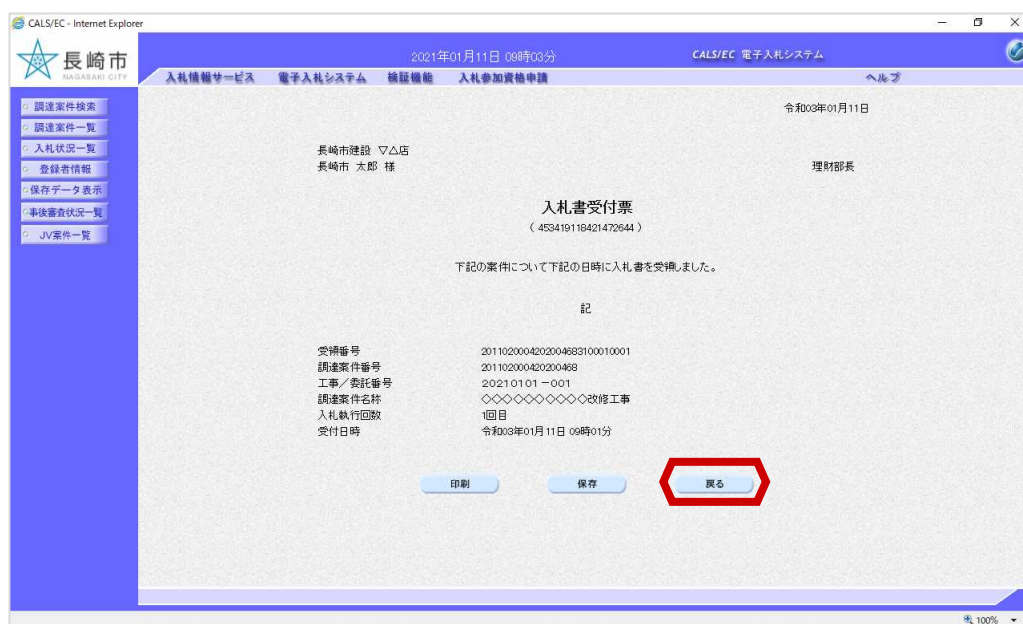 CALS/EC - Internet Explorer
長崎市
NAGASAKI CITY
2021年01月11日 09時03分
CALS/EC 電子入札システム
入札情報サービス 電子入札システム 検証機能 入札参加資格申請 ヘルプ
調達案件検索
調達案件一覧
入札状況一覧
登録者情報
保存データ表示
事後審査状況一覧
JV案件一覧
令和03年01月11日
長崎市建設 ▽△店
長崎市 太郎 様
理財部長
入札書受付票
( 453419118421472644 )
下記の案件について下記の日時に入札書を受領しました。
記
受領番号 2011020004202004683100010001
調達案件番号 201102000420200468
工事/委託番号 20210101-001
調達案件名称 ◇◇◇◇◇◇◇◇◇◇改修工事
入札執行回数 1回目
受付日時 令和03年01月11日 09時01分
印刷 保存 戻る
100%